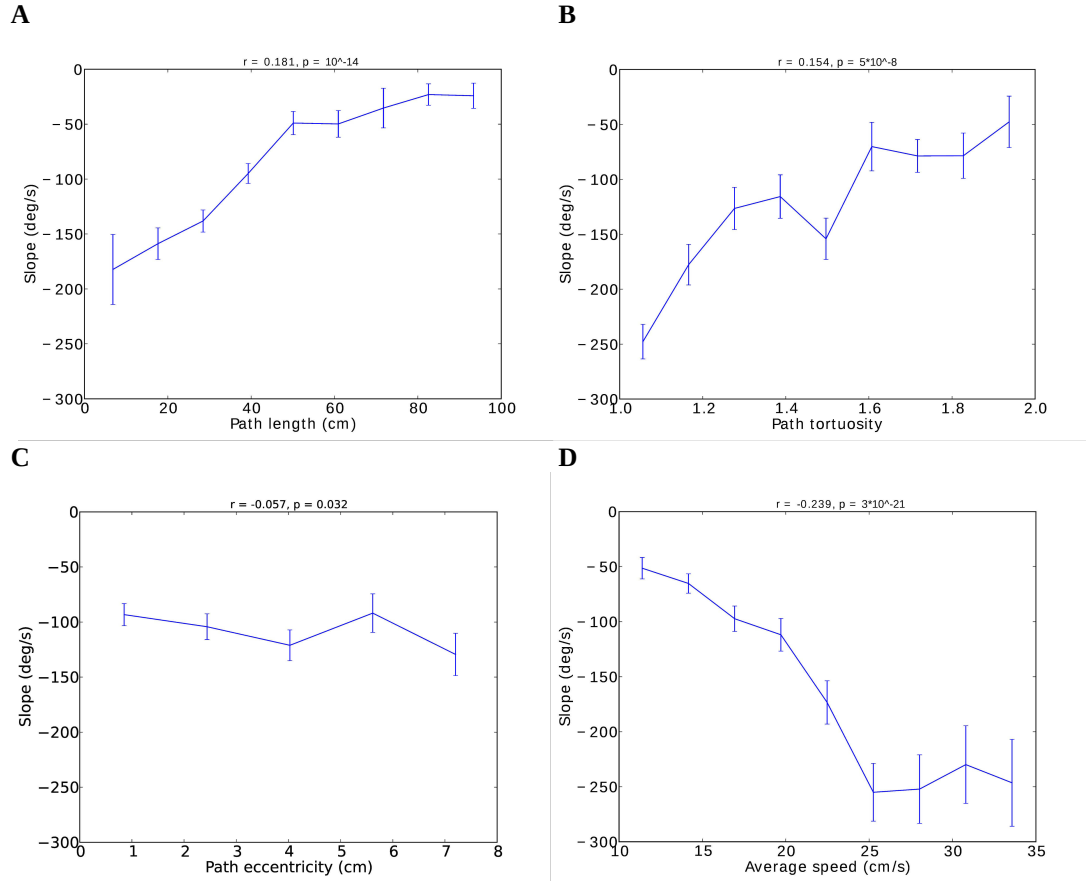 A
r = 0.181, p = 10^-14
0
−50
−100
−150
−200
−250
−300
Slope (deg/s)
0 20 40 60 80 100
Path length (cm)
B
r = 0.154, p = 5*10^-8
0
−50
−100
−150
−200
−250
−300
Slope (deg/s)
1.0 1.2 1.4 1.6 1.8 2.0
Path tortuosity
C
r = -0.057, p = 0.032
0
−50
−100
−150
−200
−250
−300
Slope (deg/s)
0 1 2 3 4 5 6 7 8
Path eccentricity (cm)
D
r = -0.239, p = 3*10^-21
0
−50
−100
−150
−200
−250
−300
Slope (deg/s)
10 15 20 25 30 35
Average speed (cm/s)